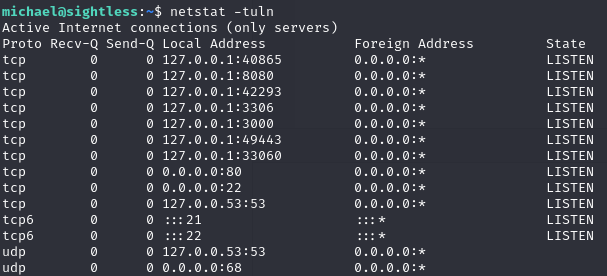 michael@sightless:~$ netstat -tuln
Active Internet connections (only servers)
Proto Recv-Q Send-Q Local Address           Foreign Address         State
tcp        0      0 127.0.0.1:40865         0.0.0.0:*               LISTEN
tcp        0      0 127.0.0.1:8080          0.0.0.0:*               LISTEN
tcp        0      0 127.0.0.1:42293         0.0.0.0:*               LISTEN
tcp        0      0 127.0.0.1:3306          0.0.0.0:*               LISTEN
tcp        0      0 127.0.0.1:3000          0.0.0.0:*               LISTEN
tcp        0      0 127.0.0.1:49443         0.0.0.0:*               LISTEN
tcp        0      0 127.0.0.1:33060         0.0.0.0:*               LISTEN
tcp        0      0 0.0.0.0:80              0.0.0.0:*               LISTEN
tcp        0      0 0.0.0.0:22              0.0.0.0:*               LISTEN
tcp        0      0 127.0.0.53:53           0.0.0.0:*               LISTEN
tcp6       0      0 :::21                   :::*                    LISTEN
tcp6       0      0 :::22                   :::*                    LISTEN
udp        0      0 127.0.0.53:53           0.0.0.0:*
udp        0      0 0.0.0.0:68              0.0.0.0:*